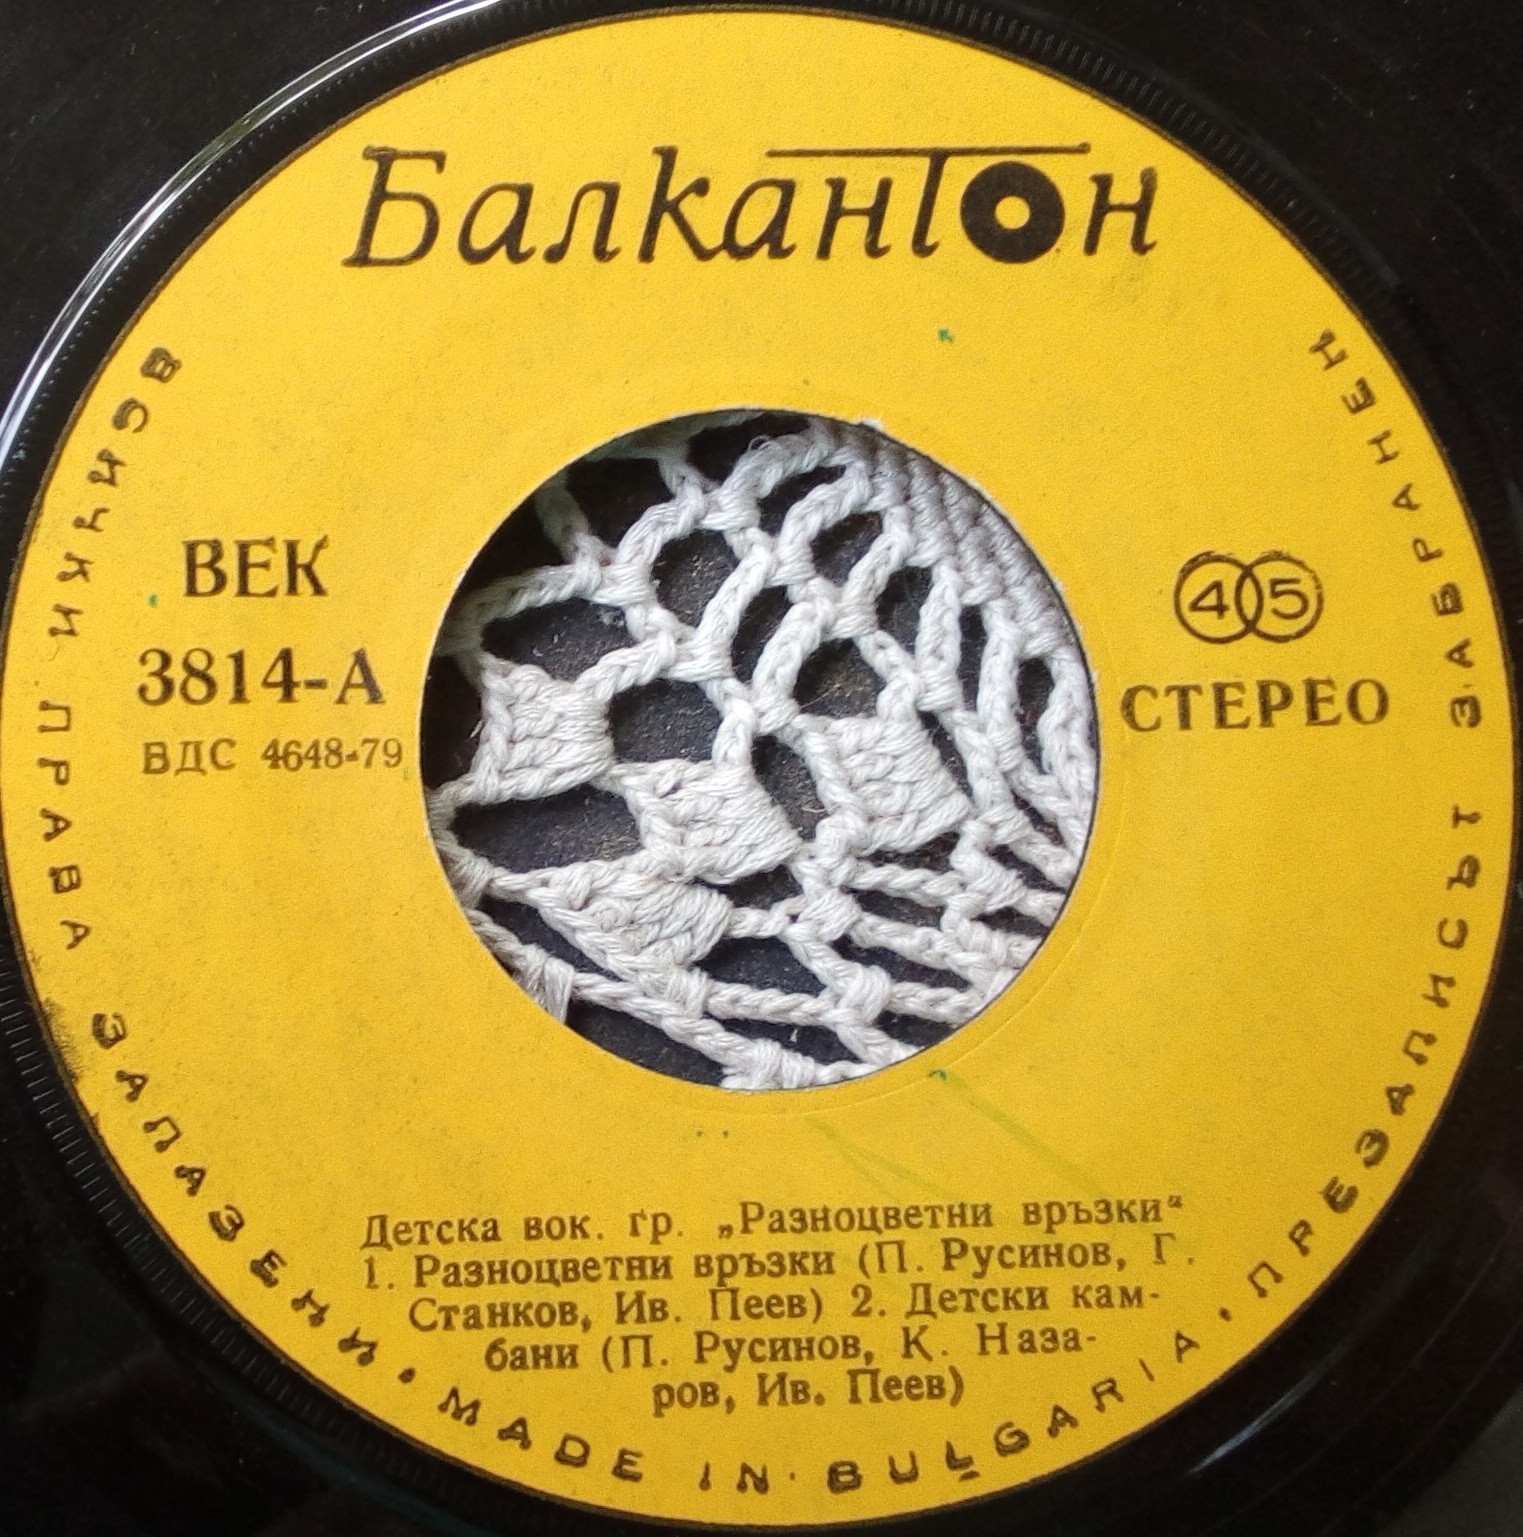 Балкантон
ВЕК
3814-А
ВДС 4648-79
45
СТЕРЕО
Детска вок. гр. „Разноцветни връзки“
1. Разноцветни връзки (П. Русинов, Г.
Станков, Ив. Пеев) 2. Детски кам-
бани (П. Русинов, К. Наза-
ров, Ив. Пеев)
ВСИЧКИ ПРАВА ЗАПАЗЕНИ • MADE IN BULGARIA • ПРЕЗАПИСЪТ ЗАБРАНЕН